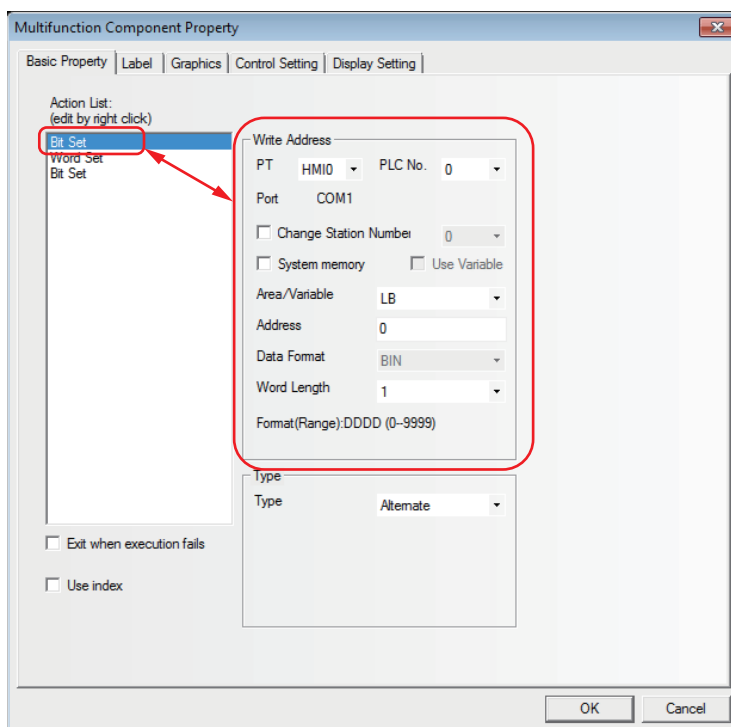 Multifunction Component Property
Basic Property Label Graphics Control Setting Display Setting
Action List:
(edit by right click)
Bit Set
Word Set
Bit Set
Exit when execution fails
Use index
Write Address
PT HMI0 PLC No. 0
Port COM1
Change Station Number 0
System memory Use Variable
Area/Variable LB
Address 0
Data Format BIN
Word Length 1
Format(Range):DDDD (0--9999)
Type
Type Alternate
OK Cancel